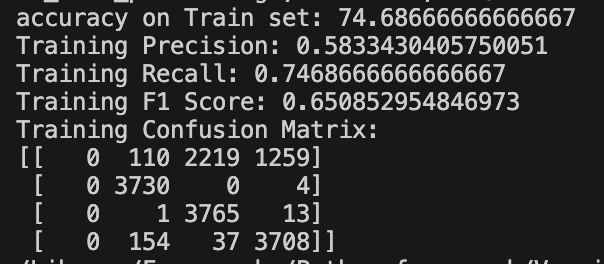 accuracy on Train set: 74.68666666666667
Training Precision: 0.5833430405750051
Training Recall: 0.7468666666666667
Training F1 Score: 0.650852954846973
Training Confusion Matrix:
[[   0  110 2219 1259]
 [   0 3730    0    4]
 [   0    1 3765   13]
 [   0  154   37 3708]]